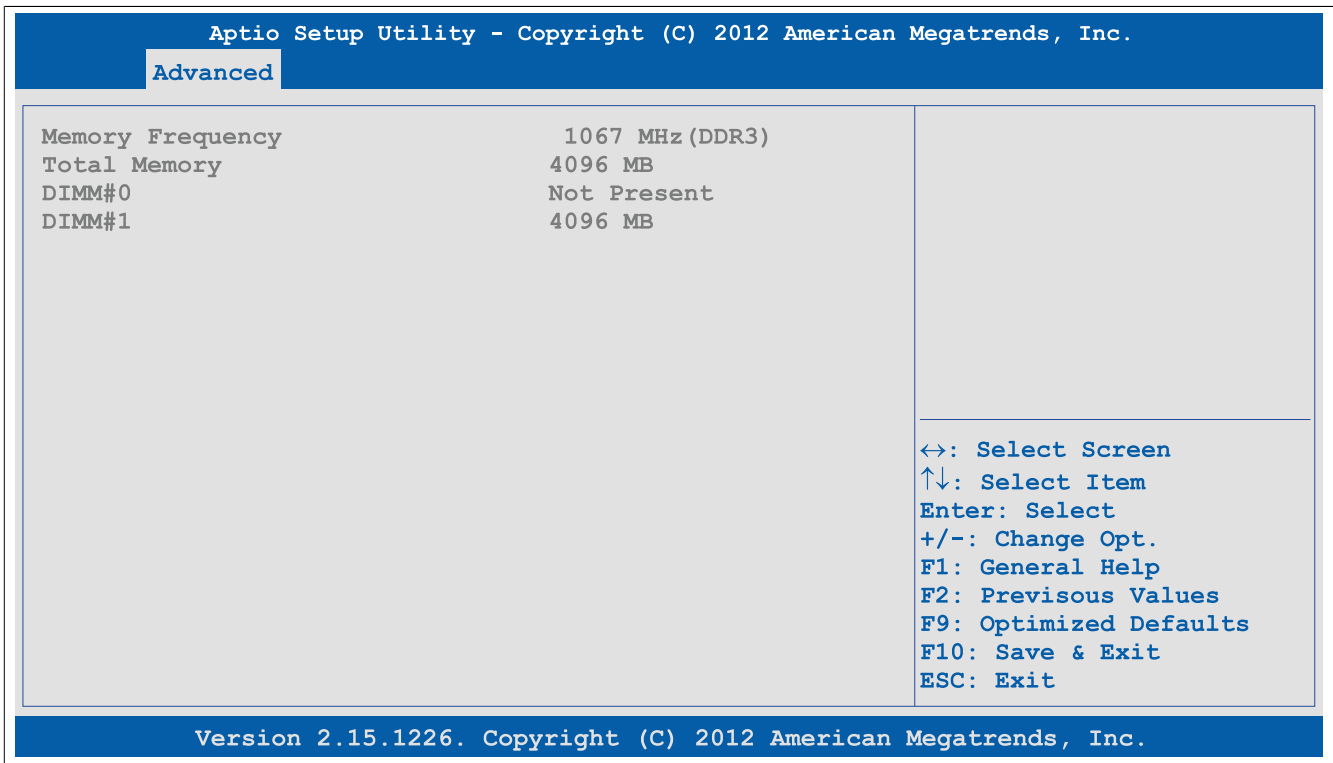 Aptio Setup Utility - Copyright (C) 2012 American Megatrends, Inc.
Advanced
Memory Frequency 1067 MHz(DDR3)
Total Memory 4096 MB
DIMM#0 Not Present
DIMM#1 4096 MB
↔: Select Screen
↑↓: Select Item
Enter: Select
+/-: Change Opt.
F1: General Help
F2: Previsous Values
F9: Optimized Defaults
F10: Save & Exit
ESC: Exit
Version 2.15.1226. Copyright (C) 2012 American Megatrends, Inc.